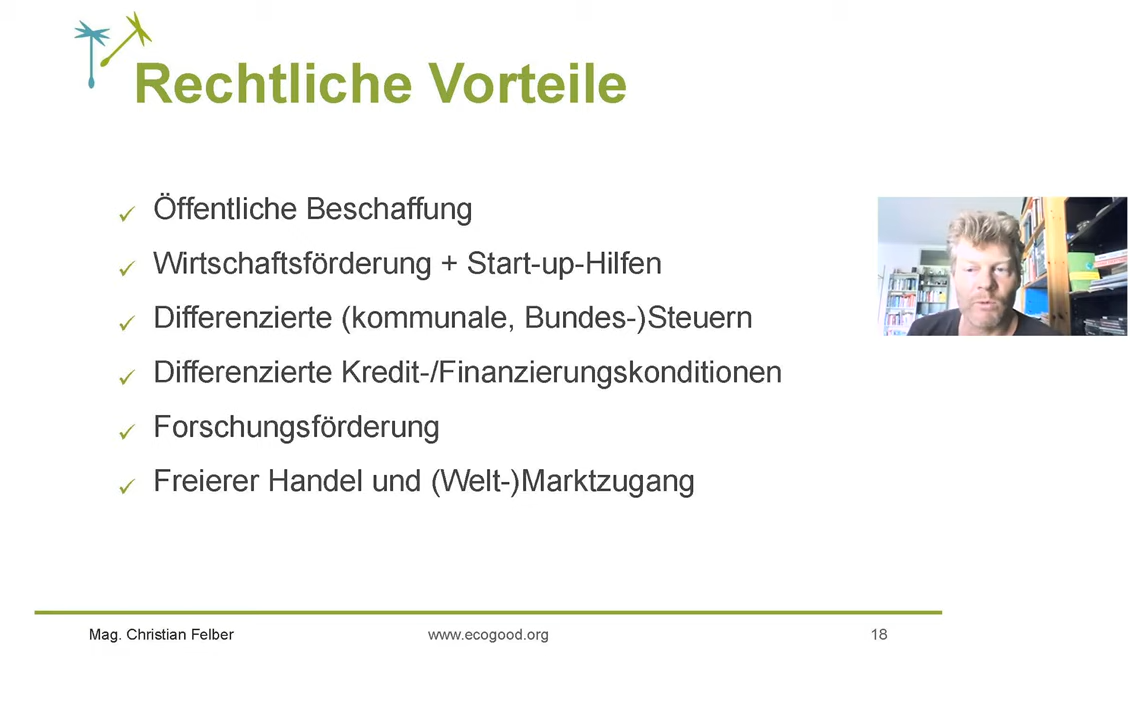 Rechtliche Vorteile
Öffentliche Beschaffung
Wirtschaftsförderung + Start-up-Hilfen
Differenzierte (kommunale, Bundes-)Steuern
Differenzierte Kredit-/Finanzierungskonditionen
Forschungsförderung
Freierer Handel und (Welt-)Marktzugang
Mag. Christian Felber
www.ecogood.org
18